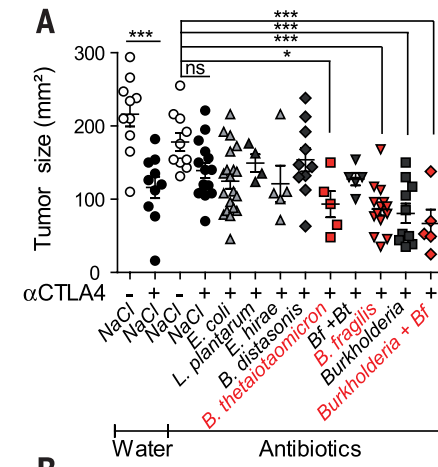 A
***
***
***
*
***
ns
Tumor size (mm²)
300
200
100
0
αCTLA4 - + - + + + + + + + + + +
NaCl
NaCl
NaCl
NaCl
E. coli
L. plantarum
E. hirae
B. distasonis
B. thetaiotaomicron
Bf +Bt
B. fragilis
Burkholderia
Burkholderia + Bf
Water
Antibiotics